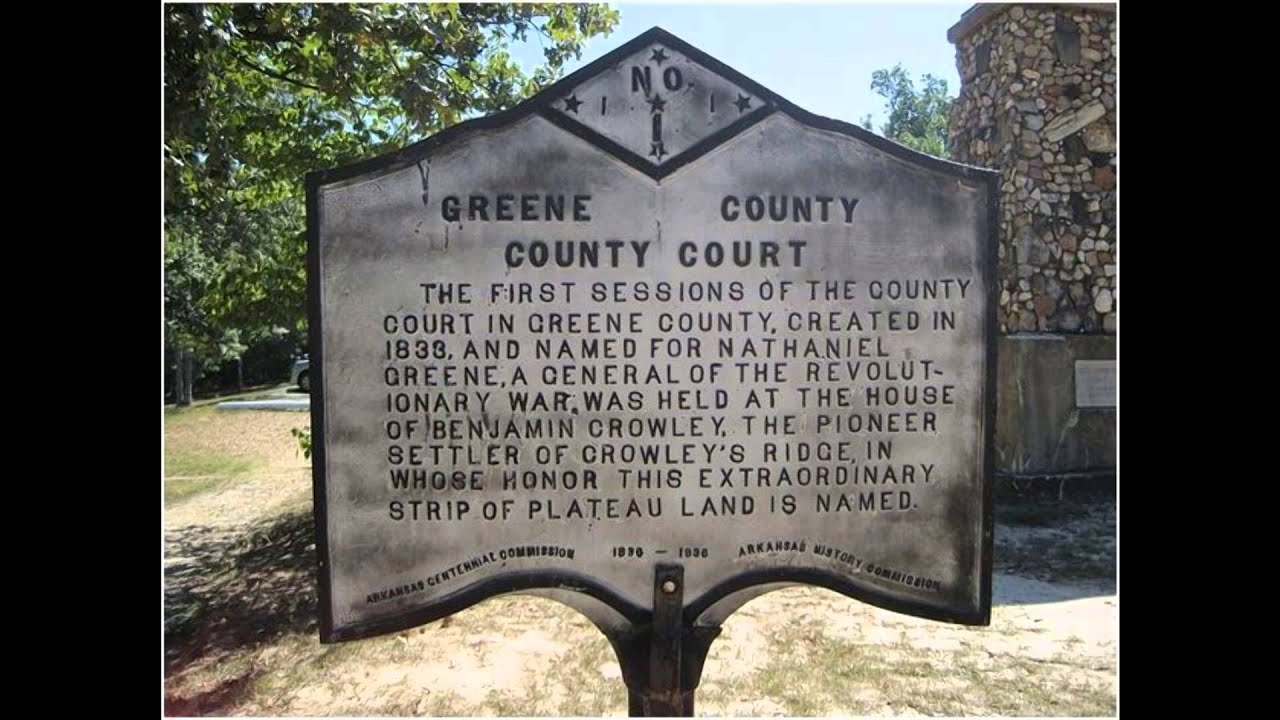 NO.
1 1 1
GREENE COUNTY
COUNTY COURT
THE FIRST SESSIONS OF THE COUNTY
COURT IN GREENE COUNTY, CREATED IN
1833, AND NAMED FOR NATHANIEL
GREENE, A GENERAL OF THE REVOLUT-
IONARY WAR, WAS HELD AT THE HOUSE
OF BENJAMIN CROWLEY, THE PIONEER
SETTLER OF CROWLEY'S RIDGE, IN
WHOSE HONOR THIS EXTRAORDINARY
STRIP OF PLATEAU LAND IS NAMED.
ARKANSAS CENTENNIAL COMMISSION 1836 — 1936 ARKANSAS HISTORY COMMISSION